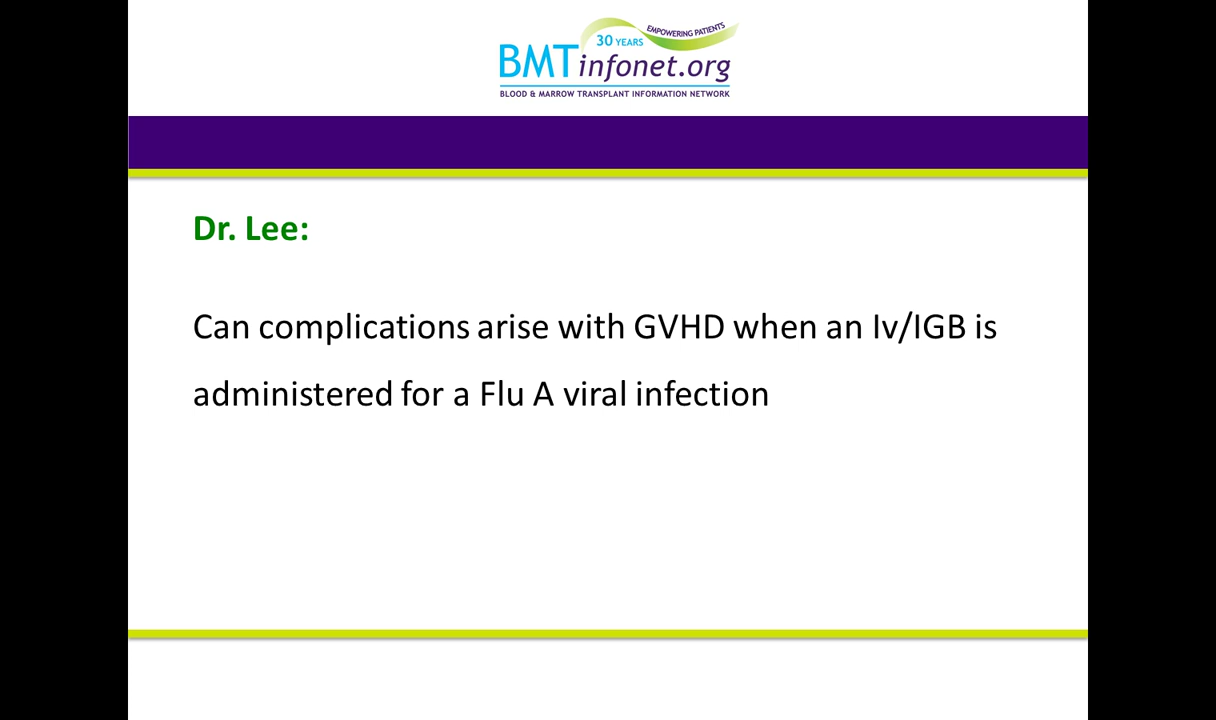 30 YEARS
EMPOWERING PATIENTS
BMTinfonet.org
BLOOD & MARROW TRANSPLANT INFORMATION NETWORK
Dr. Lee:
Can complications arise with GVHD when an Iv/IGB is
administered for a Flu A viral infection